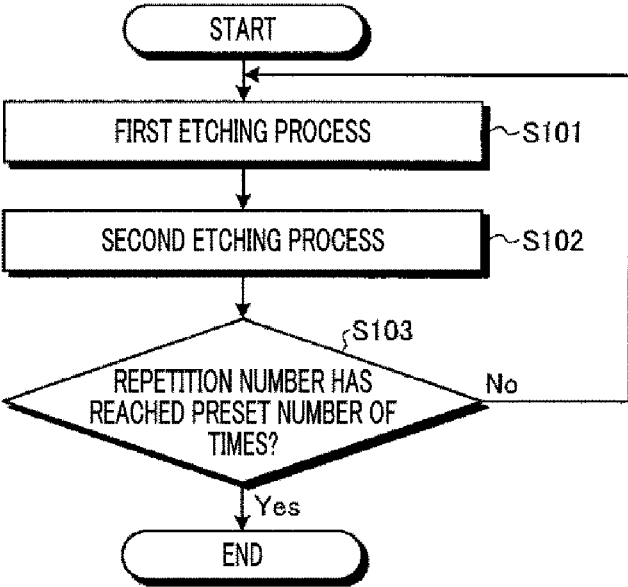 START
FIRST ETCHING PROCESS
S101
SECOND ETCHING PROCESS
S102
S103
REPETITION NUMBER HAS
REACHED PRESET NUMBER OF
TIMES?
No
Yes
END